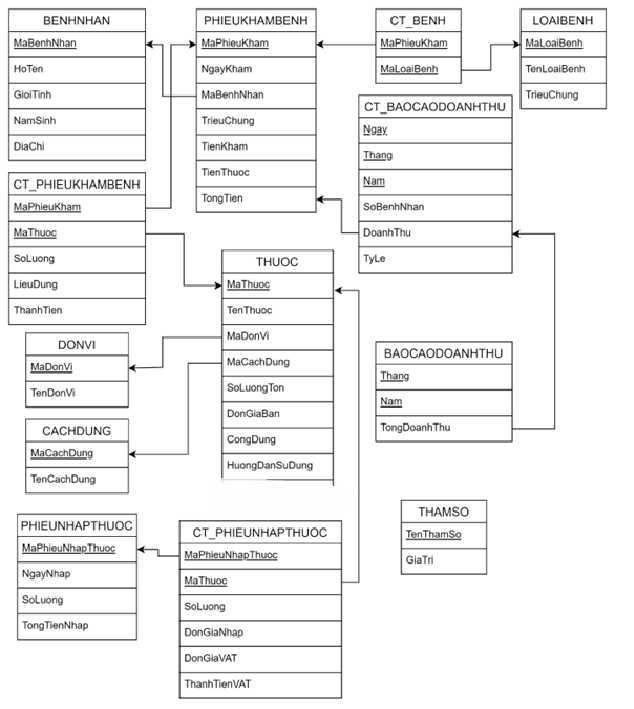 BENHNHAN
MaBenhNhan
HoTen
GioiTinh
NamSinh
DiaChi
PHIEUKHAMBENH
MaPhieuKham
NgayKham
MaBenhNhan
TrieuChung
TienKham
TienThuoc
TongTien
CT_BENH
MaPhieuKham
MaLoaiBenh
LOAIBENH
MaLoaiBenh
TenLoaiBenh
TrieuChung
CT_BAOCAODOANHTHU
Ngay
Thang
Nam
SoBenhNhan
DoanhThu
TyLe
CT_PHIEUKHAMBENH
MaPhieuKham
MaThuoc
SoLuong
LieuDung
ThanhTien
THUOC
MaThuoc
TenThuoc
MaDonVi
MaCachDung
SoLuongTon
DonGiaBan
CongDung
HuongDanSuDung
DONVI
MaDonVi
TenDonVi
BAOCAODOANHTHU
Thang
Nam
TongDoanhThu
CACHDUNG
MaCachDung
TenCachDung
PHIEUNHAPTHUOC
MaPhieuNhapThuoc
NgayNhap
SoLuong
TongTienNhap
CT_PHIEUNHAPTHUOC
MaPhieuNhapThuoc
MaThuoc
SoLuong
DonGiaNhap
DonGiaVAT
ThanhTienVAT
THAMSO
TenThamSo
GiaTri